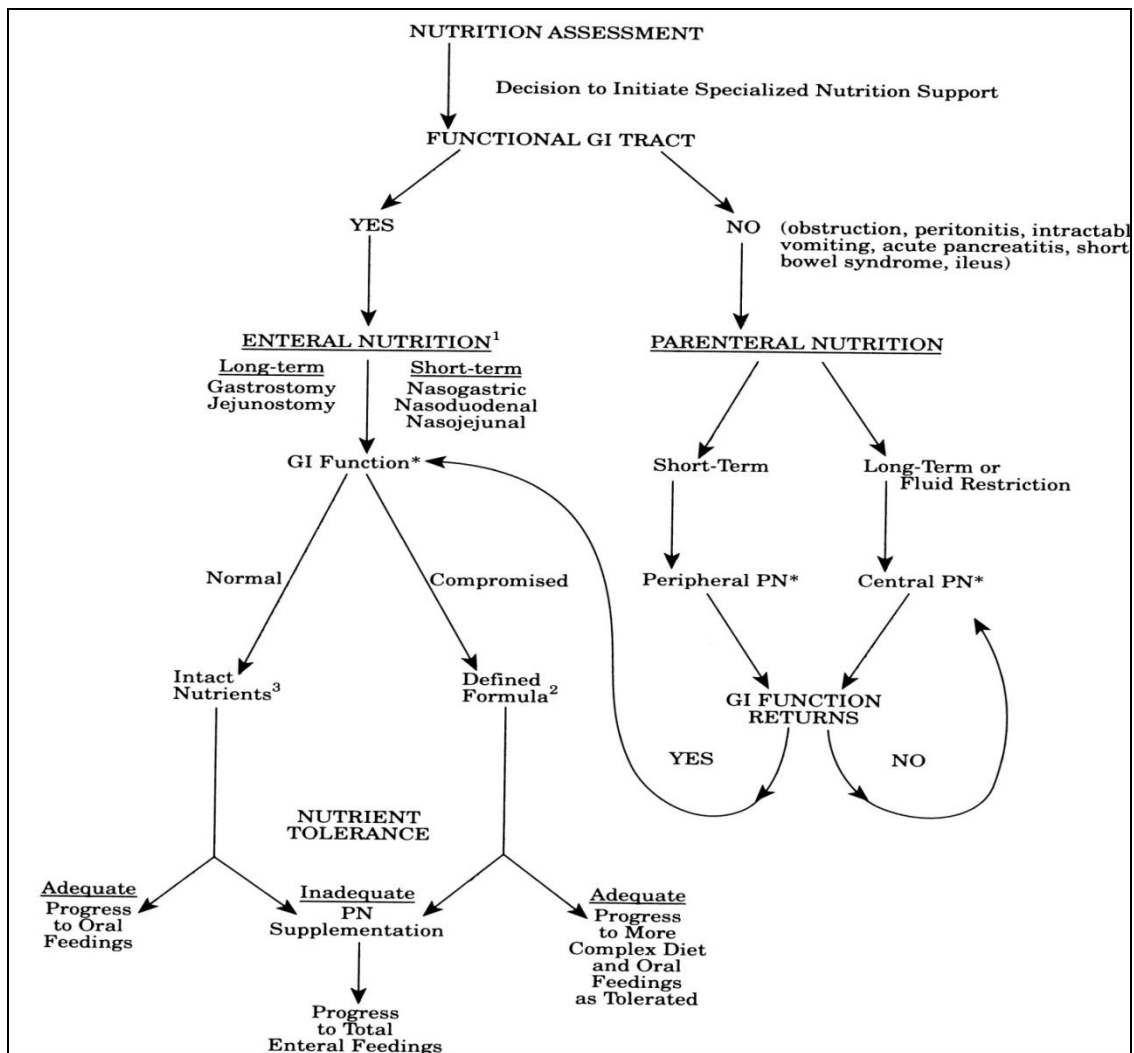 NUTRITION ASSESSMENT
Decision to Initiate Specialized Nutrition Support
FUNCTIONAL GI TRACT
YES
NO
(obstruction, peritonitis, intractabl
vomiting, acute pancreatitis, short
bowel syndrome, ileus)
ENTERAL NUTRITION1
PARENTERAL NUTRITION
Long-term
Gastrostomy
Jejunostomy
Short-term
Nasogastric
Nasoduodenal
Nasojejunal
GI Function*
Short-Term
Long-Term or
Fluid Restriction
Normal
Compromised
Peripheral PN*
Central PN*
Intact
Nutrients3
Defined
Formula2
GI FUNCTION
RETURNS
YES
NO
NUTRIENT
TOLERANCE
Adequate
Progress
to Oral
Feedings
Inadequate
PN
Supplementation
Adequate
Progress
to More
Complex Diet
and Oral
Feedings
as Tolerated
Progress
to Total
Enteral Feedings